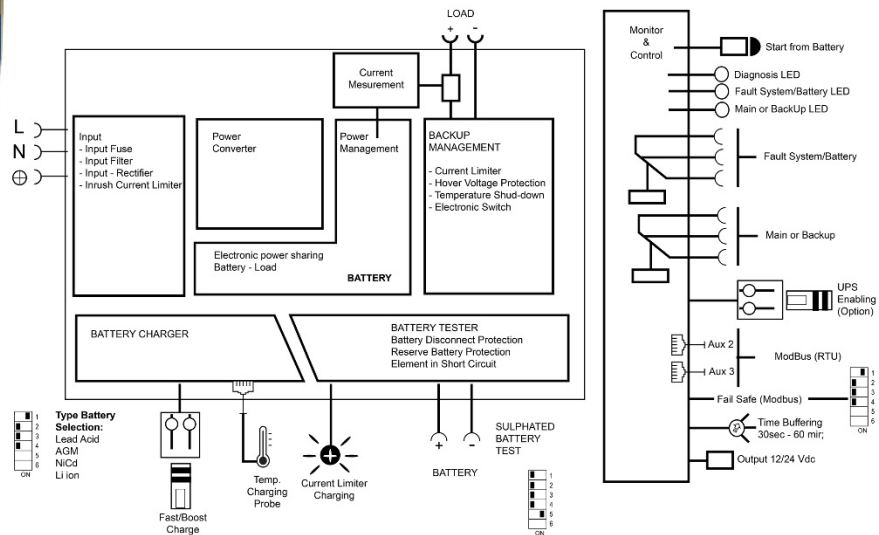 LOAD
+ -
Current
Mesurement
L
N
Input
- Input Fuse
- Input Filter
- Input - Rectifier
- Inrush Current Limiter
Power
Converter
Power
Management
BACKUP
MANAGEMENT
- Current Limiter
- Hover Voltage Protection
- Temperature Shud-down
- Electronic Switch
Electronic power sharing
Battery - Load
BATTERY
BATTERY CHARGER
BATTERY TESTER
Battery Disconnect Protection
Reserve Battery Protection
Element in Short Circuit
1
2
3
4
5
6
ON
Type Battery
Selection:
Lead Acid
AGM
NiCd
Li ion
Fast/Boost
Charge
Temp.
Charging
Probe
Current Limiter
Charging
+ -
BATTERY
SULPHATED
BATTERY
TEST
1
2
3
4
5
6
ON
Monitor
&
Control
Start from Battery
Diagnosis LED
Fault System/Battery LED
Main or BackUp LED
Fault System/Battery
Main or Backup
UPS
Enabling
(Option)
Aux 2
Aux 3
ModBus (RTU)
Fail Safe (Modbus)
1
2
3
4
5
6
ON
Time Buffering
30sec - 60 mir;
Output 12/24 Vdc